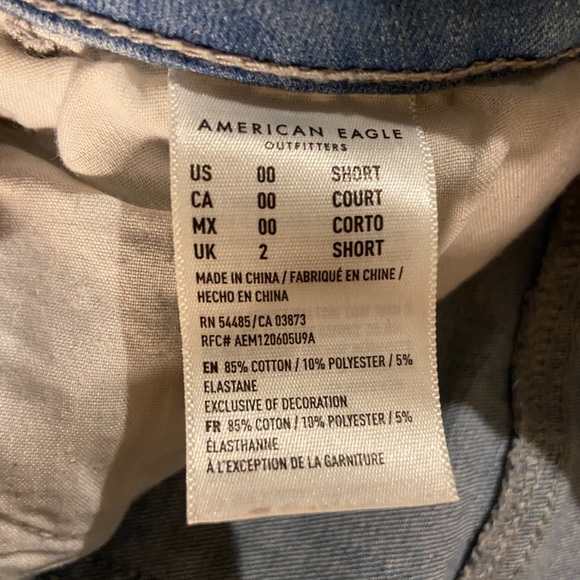 AMERICAN EAGLE
OUTFITTERS
US 00 SHORT
CA 00 COURT
MX 00 CORTO
UK 2 SHORT
MADE IN CHINA / FABRIQUÉ EN CHINE /
HECHO EN CHINA
RN 54485/CA 03873
RFC# AEM120605U9A
EN 85% COTTON / 10% POLYESTER / 5%
ELASTANE
EXCLUSIVE OF DECORATION
FR 85% COTON / 10% POLYESTER / 5%
ÉLASTHANNE
À L'EXCEPTION DE LA GARNITURE